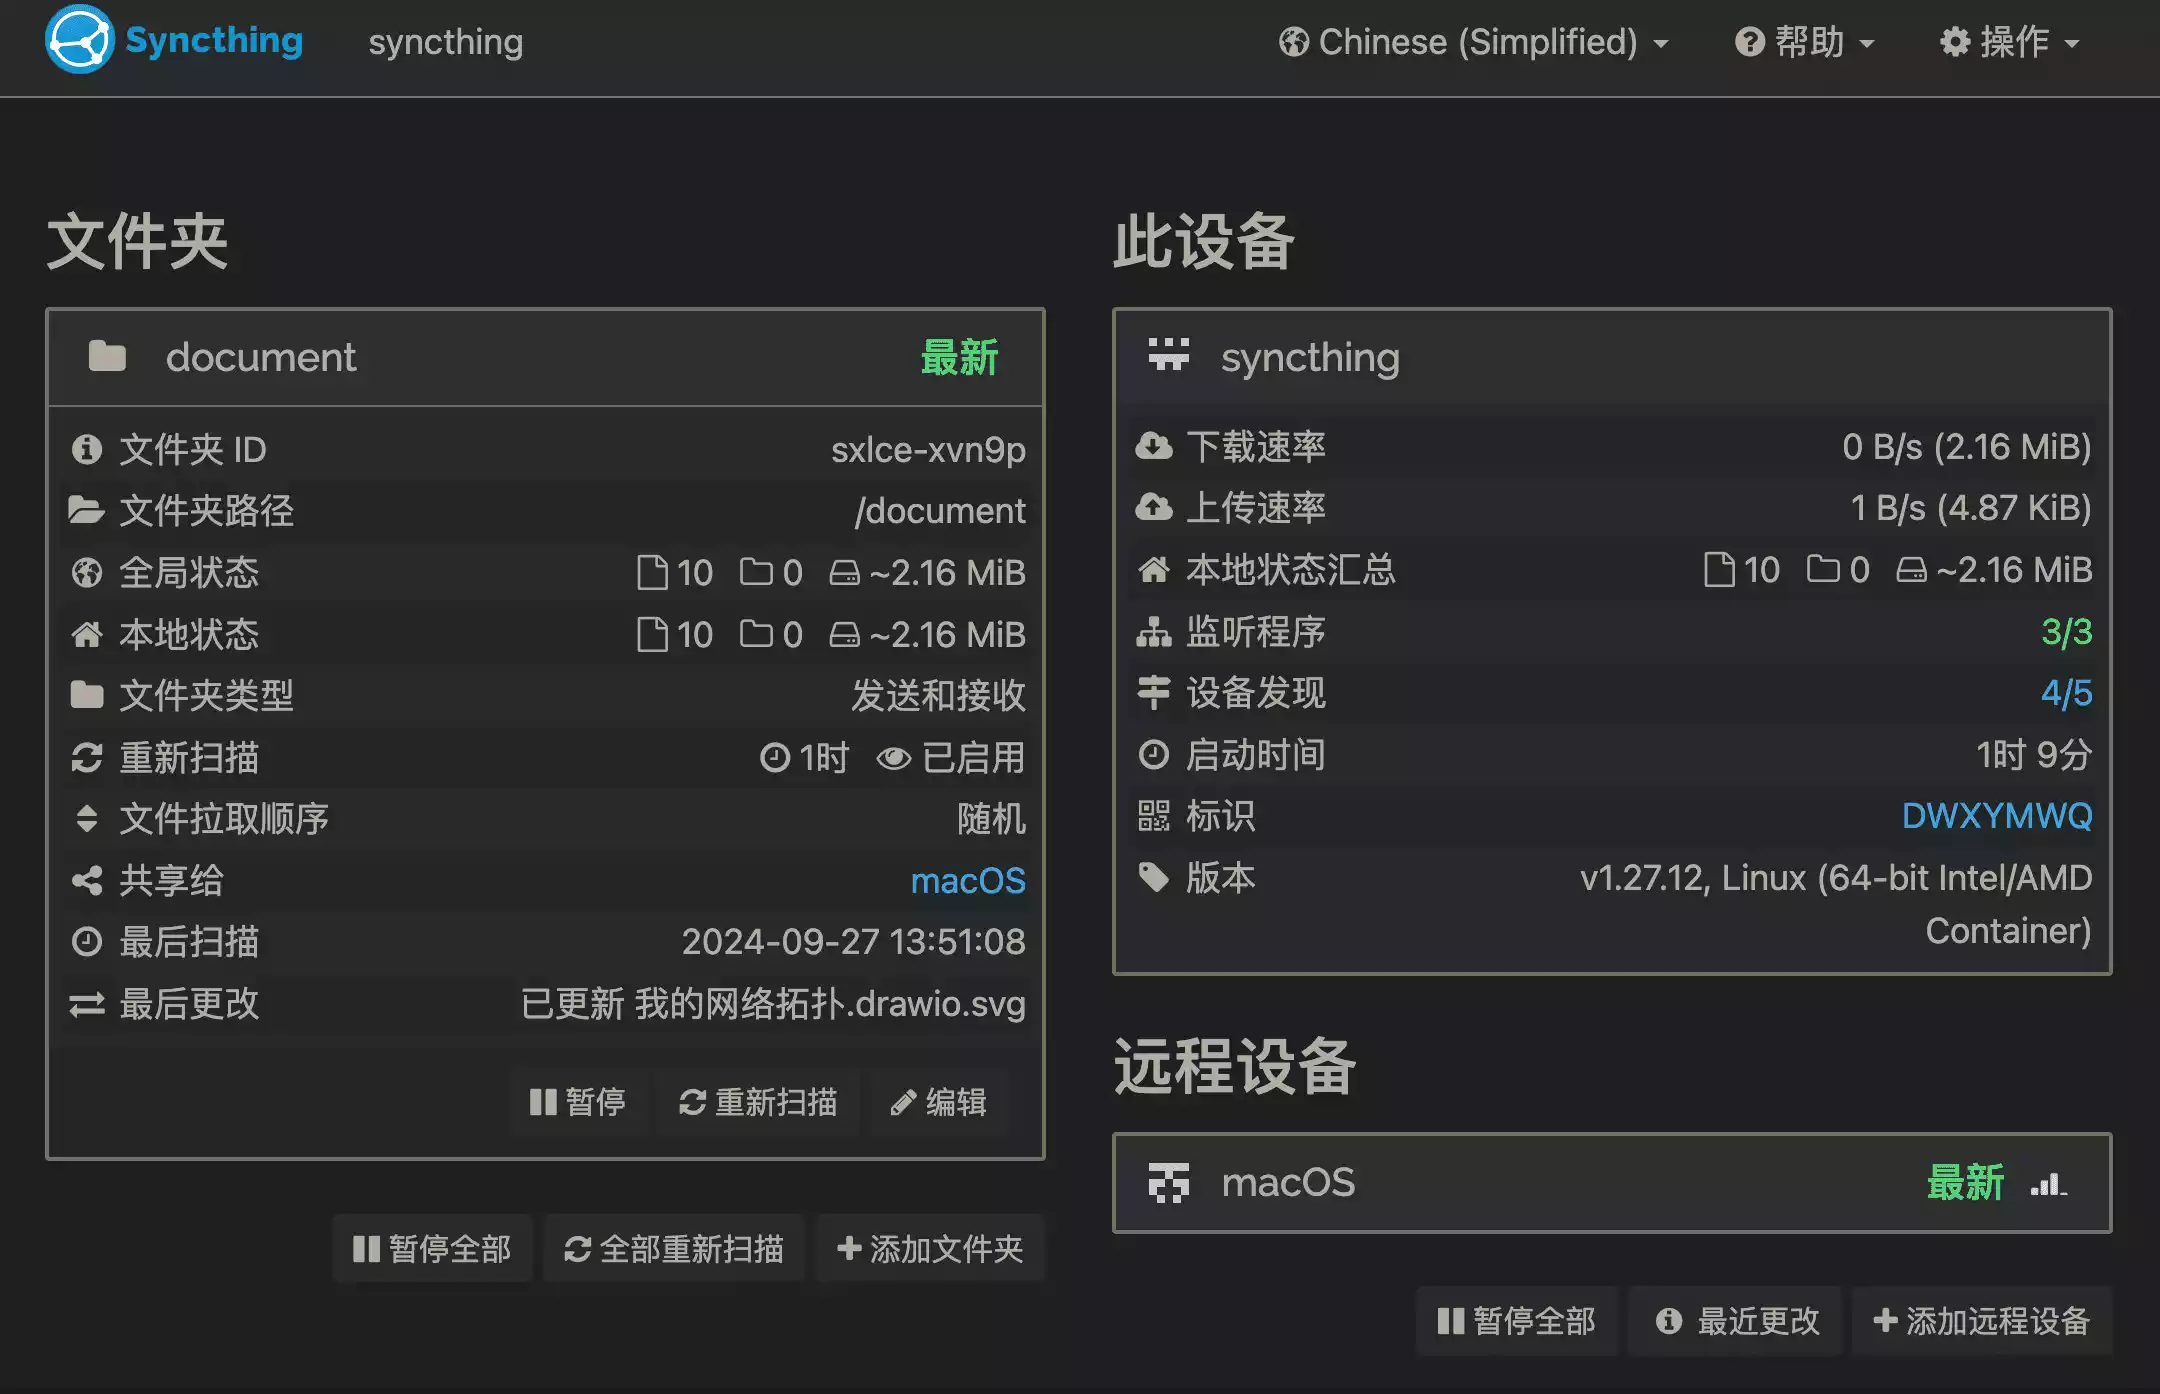 Syncthing syncthing Chinese (Simplified) 帮助 操作
文件夹
document 最新
文件夹 ID sxlce-xvn9p
文件夹路径 /document
全局状态 10 0 ~2.16 MiB
本地状态 10 0 ~2.16 MiB
文件夹类型 发送和接收
重新扫描 1时 已启用
文件拉取顺序 随机
共享给 macOS
最后扫描 2024-09-27 13:51:08
最后更改 已更新 我的网络拓扑.drawio.svg
暂停 重新扫描 编辑
暂停全部 全部重新扫描 添加文件夹
此设备
syncthing
下载速率 0 B/s (2.16 MiB)
上传速率 1 B/s (4.87 KiB)
本地状态汇总 10 0 ~2.16 MiB
监听程序 3/3
设备发现 4/5
启动时间 1时 9分
标识 DWXYMWQ
版本 v1.27.12, Linux (64-bit Intel/AMD
Container)
远程设备
macOS 最新
暂停全部 最近更改 添加远程设备